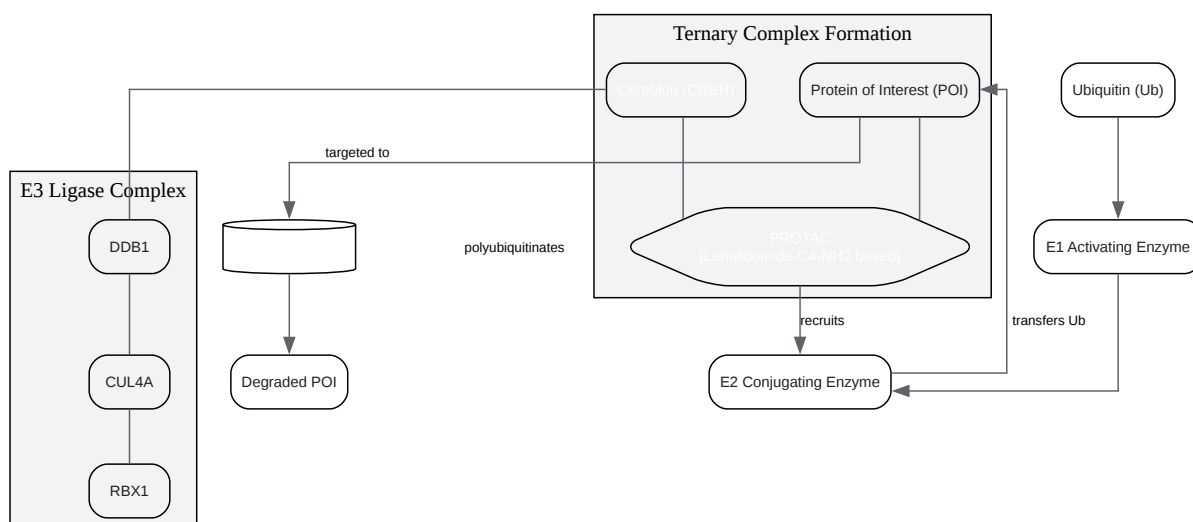 Ternary Complex Formation
Cereblon (CRBN)
Protein of Interest (POI)
Ubiquitin (Ub)
targeted to
E3 Ligase Complex
DDB1
polyubiquitinates
PROTAC
(Lenalidomide-C4-NH2 based)
E1 Activating Enzyme
recruits
transfers Ub
CUL4A
Degraded POI
E2 Conjugating Enzyme
RBX1